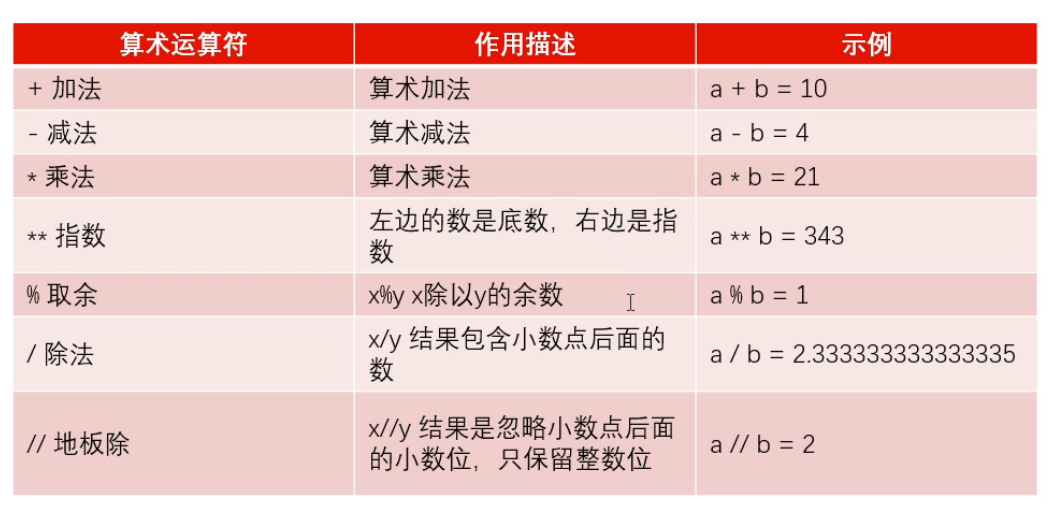 算术运算符 作用描述 示例
+ 加法 算术加法 a + b = 10
- 减法 算术减法 a - b = 4
* 乘法 算术乘法 a * b = 21
** 指数 左边的数是底数，右边是指
数 a ** b = 343
% 取余 x%y x除以y的余数 a % b = 1
/ 除法 x/y 结果包含小数点后面的
数 a / b = 2.333333333333335
// 地板除 x//y 结果是忽略小数点后面
的小数位，只保留整数位 a // b = 2